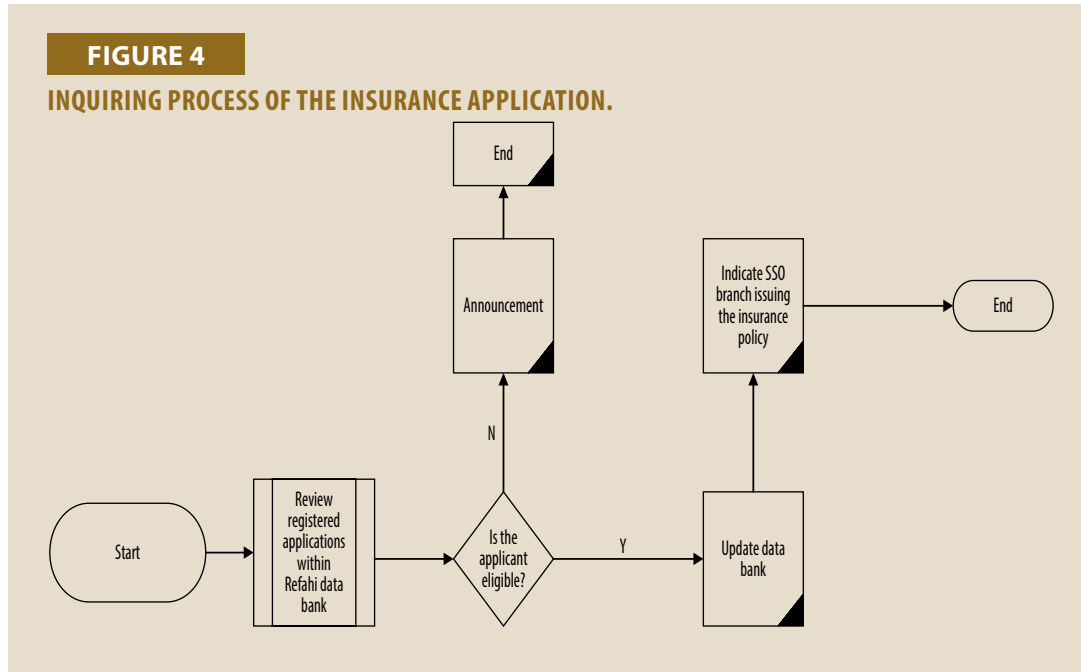 FIGURE 4
INQUIRING PROCESS OF THE INSURANCE APPLICATION.
End
Announcement
Indicate SSO
branch issuing
the insurance
policy
End
N
Start
Review
registered
applications
within
Refahi data
bank
Is the
applicant
eligible?
Y
Update data
bank